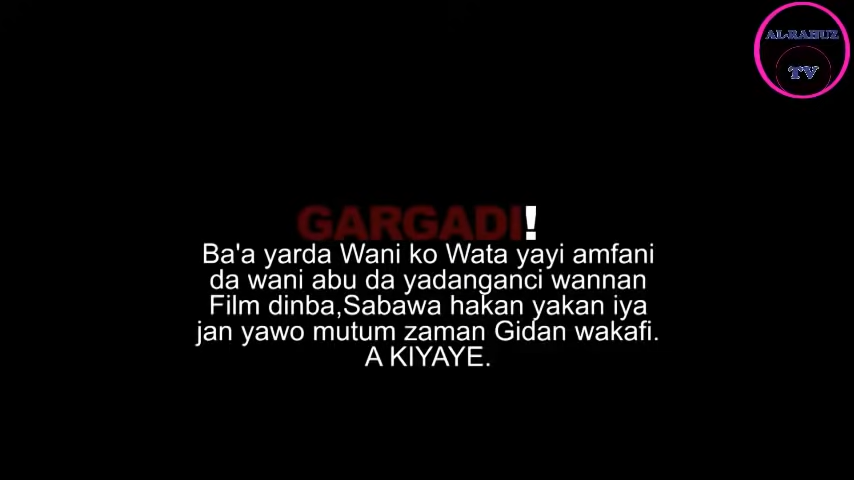 AL-RAHUZ
TV
GARGADI!
Ba'a yarda Wani ko Wata yayi amfani
da wani abu da yadanganci wannan
Film dinba,Sabawa hakan yakan iya
jan yawo mutum zaman Gidan wakafi.
A KIYAYE.